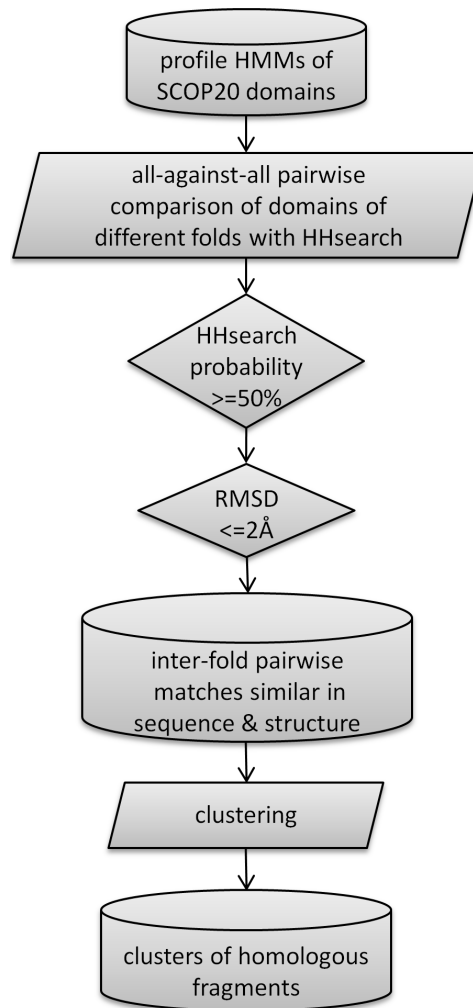 profile HMMs of
SCOP20 domains
all-against-all pairwise
comparison of domains of
different folds with HHsearch
HHsearch
probability
>=50%
RMSD
<=2Å
inter-fold pairwise
matches similar in
sequence & structure
clustering
clusters of homologous
fragments